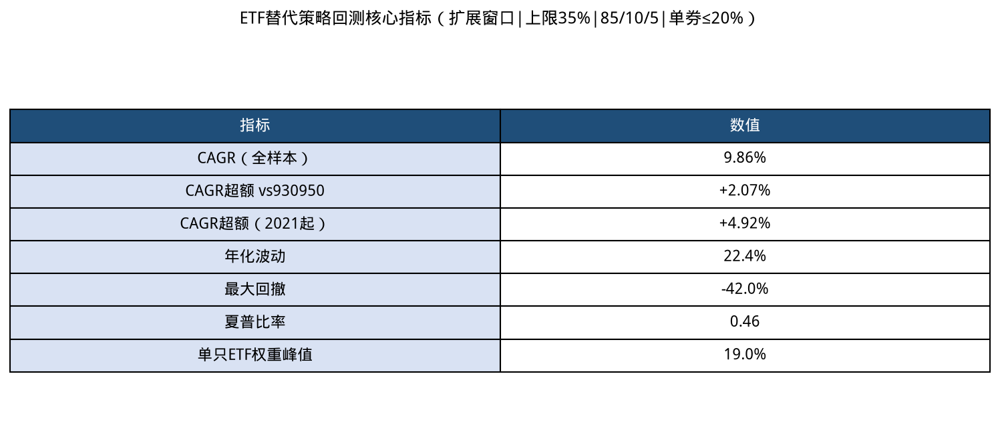 ETF替代策略回测核心指标（扩展窗口|上限35%|85/10/5|单券≤20%）
指标 数值
CAGR（全样本） 9.86%
CAGR超额 vs930950 +2.07%
CAGR超额（2021起） +4.92%
年化波动 22.4%
最大回撤 -42.0%
夏普比率 0.46
单只ETF权重峰值 19.0%